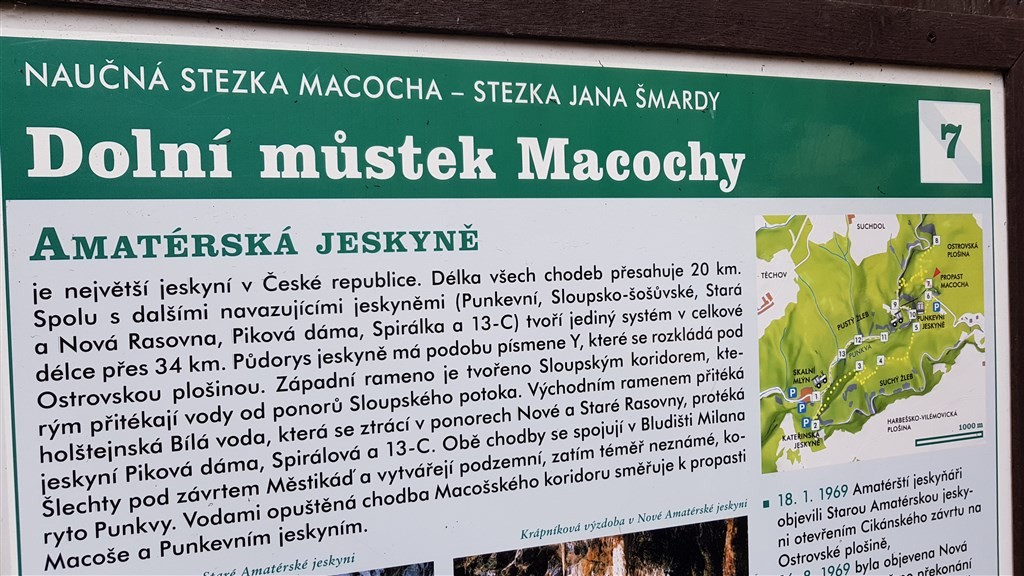 NAUČNÁ STEZKA MACOCHA – STEZKA JANA ŠMARDY
Dolní můstek Macochy
7
AMATÉRSKÁ JESKYNĚ
je největší jeskyní v České republice. Délka všech chodeb přesahuje 20 km.
Spolu s dalšími navazujícími jeskyněmi (Punkevní, Sloupsko-šošůvské, Stará
a Nová Rasovna, Piková dáma, Spirálka a 13-C) tvoří jediný systém v celkové
délce přes 34 km. Půdorys jeskyně má podobu písmene Y, které se rozkládá pod
Ostrovskou plošinou. Západní rameno je tvořeno Sloupským koridorem, kte-
rým přitékají vody od ponorů Sloupského potoka. Východním ramenem přitéká
holštejnská Bílá voda, která se ztrácí v ponorech Nové a Staré Rasovny, protéká
jeskyní Piková dáma, Spirálová a 13-C. Obě chodby se spojují v Bludišti Milana
Šlechty pod závrtem Městikáď a vytvářejí podzemní, zatím téměř neznámé, ko-
ryto Punkvy. Vodami opuštěná chodba Macošského koridoru směřuje k propasti
Macoše a Punkevním jeskyním.
Staré Amatérské jeskyni
Krápníková výzdoba v Nové Amatérské jeskyni
SUCHDOL
OSTROVSKÁ
PLOŠINA
TĚCHOV
PROPAST
MACOCHA
PUSTÝ ŽLEB
PUNKEVNÍ
JESKYNĚ
PUNKVA
SKALNÍ
MLÝN
SUCHÝ ŽLEB
KATEŘINSKÁ
JESKYNĚ
HARBEŠSKO-VILÉMOVICKÁ
PLOŠINA
1000 m
18. 1. 1969 Amatérští jeskyňáři
objevili Starou Amatérskou jesky-
ni otevřením Cikánského závrtu na
Ostrovské plošině,
8. 1969 byla objevena Nová
překonání